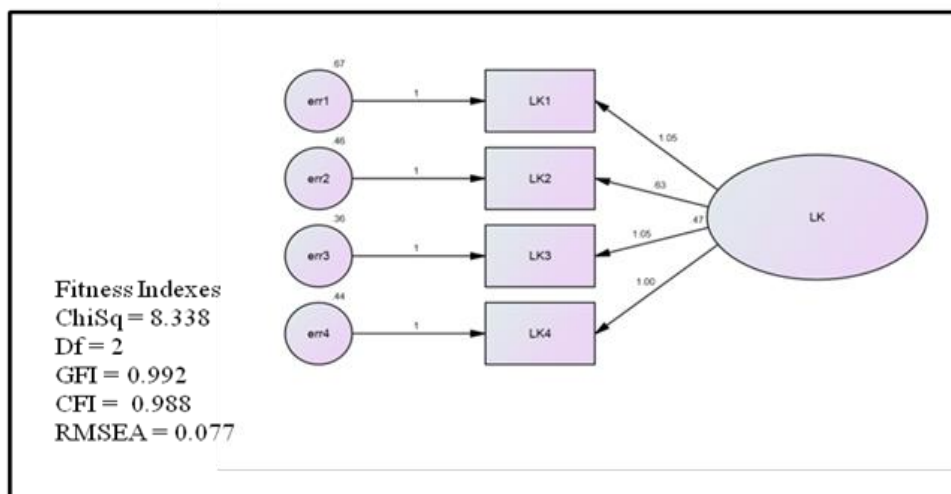 .67
err1 1 LK1
1.05
.46
err2 1 LK2
.63
.47
LK
.36
err3 1 LK3
1.05
1.00
.44
err4 1 LK4
Fitness Indexes
ChiSq = 8.338
Df = 2
GFI = 0.992
CFI = 0.988
RMSEA = 0.077